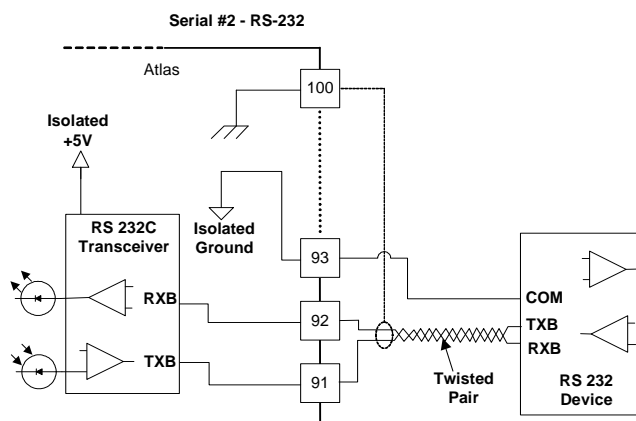 Serial #2 - RS-232
Atlas
100
Isolated
+5V
RS 232C
Transceiver
Isolated
Ground
93
RXB
92
COM
TXB
RXB
TXB
91
Twisted
Pair
RS 232
Device